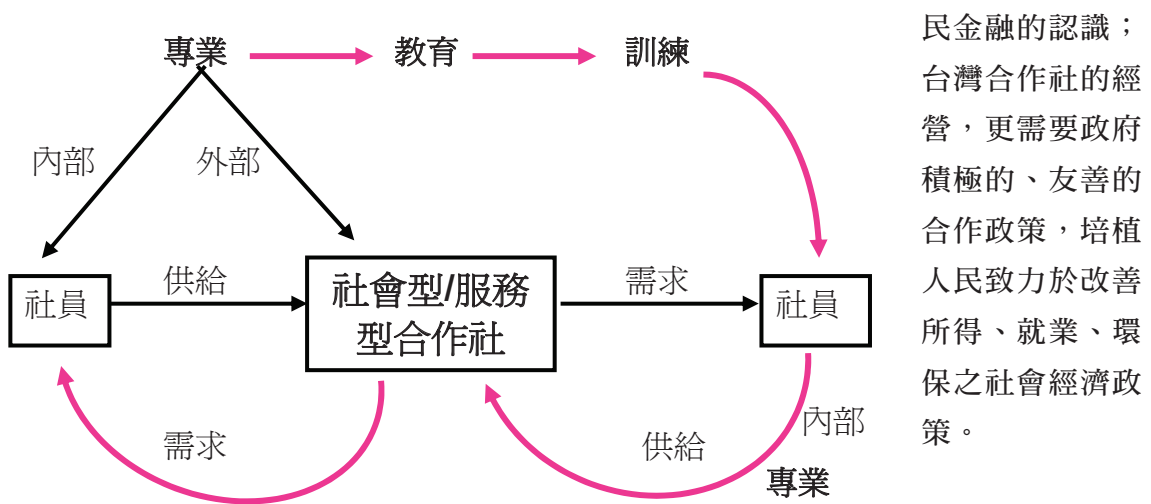 專業
教育
訓練
內部
外部
社員
供給
社會型/服務
型合作社
需求
社員
需求
供給
內部
專業
民金融的認識；
台灣合作社的經
營，更需要政府
積極的、友善的
合作政策，培植
人民致力於改善
所得、就業、環
保之社會經濟政
策。